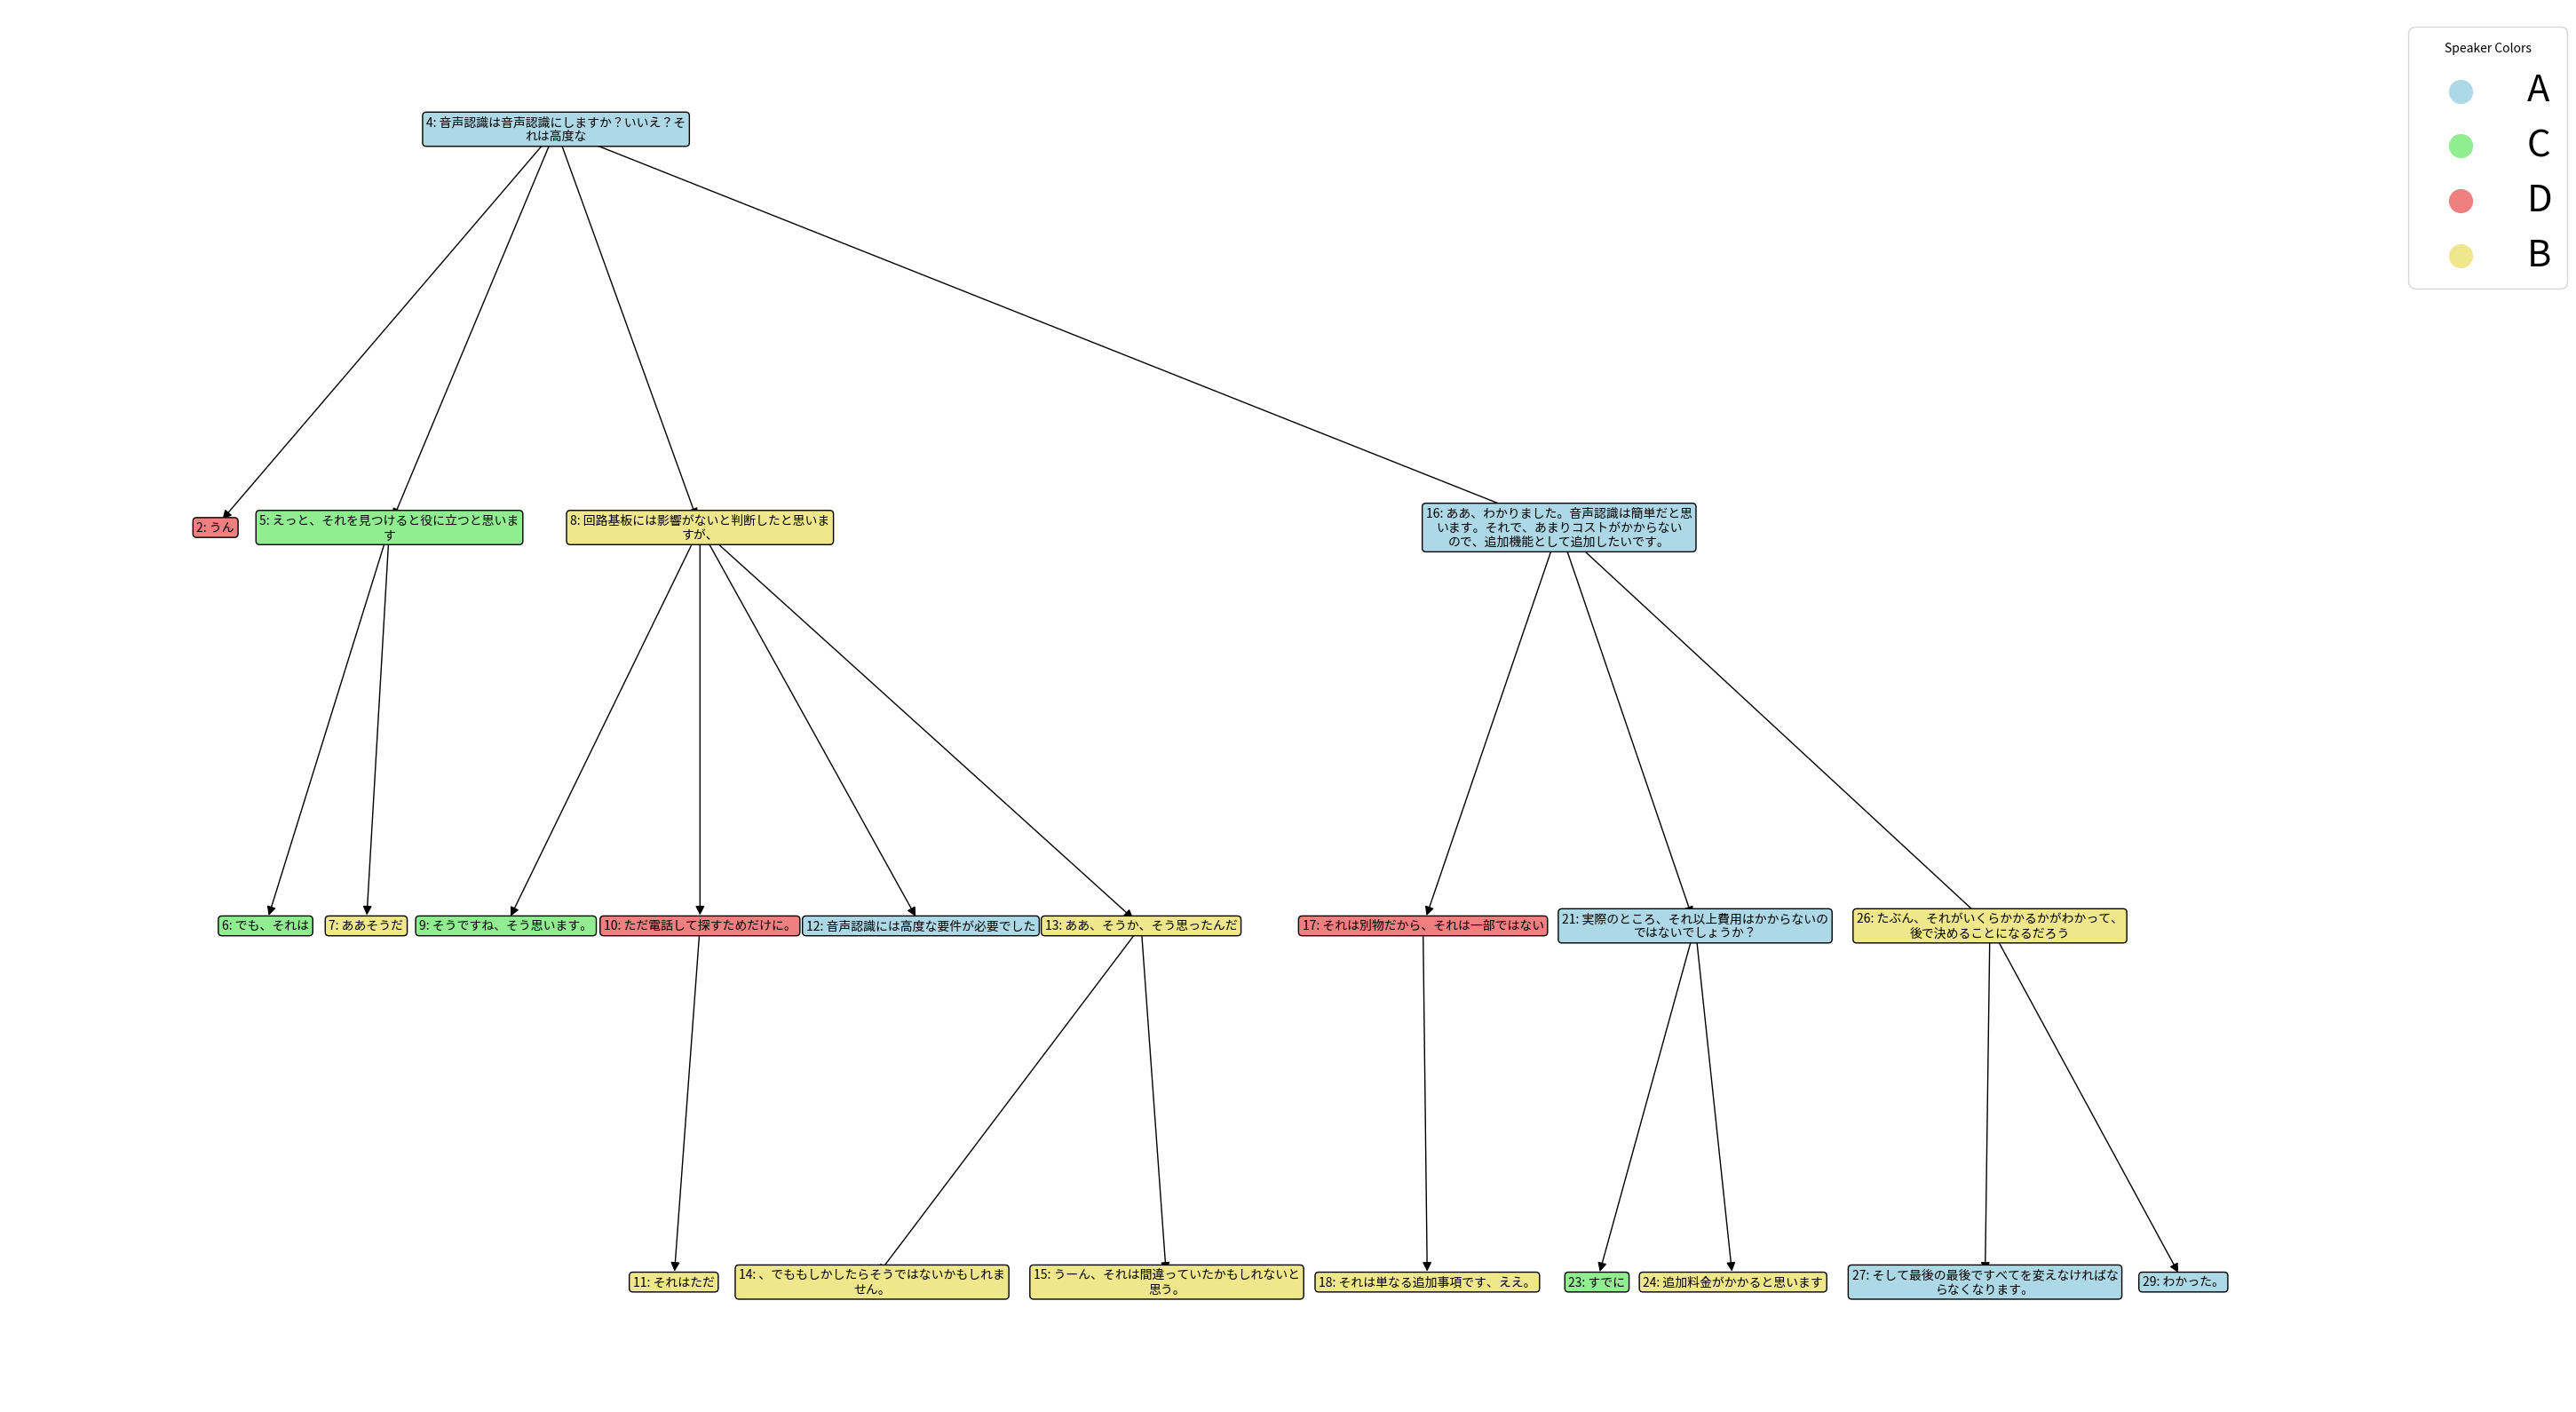 Speaker Colors
A
C
D
B
4: 音声認識は音声認識にしますか？いいえ？そ
れは高度な
2: うん
5: えっと、それを見つけると役に立つと思いま
す
8: 回路基板には影響がないと判断したと思いま
すが、
16: ああ、わかりました。音声認識は簡単だと思
います。それで、あまりコストがかからない
ので、追加機能として追加したいです。
6: でも、それは
7: ああそうだ
9: そうですね、そう思います。
10: ただ電話して探すためだけに。
12: 音声認識には高度な要件が必要でした
13: ああ、そうか、そう思ったんだ
17: それは別物だから、それは一部ではない
21: 実際のところ、それ以上費用はかからないの
ではないでしょうか？
26: たぶん、それがいくらかかるかがわかって、
後で決めることになるだろう
11: それはただ
14: 、でももしかしたらそうではないかもしれま
せん。
15: うーん、それは間違っていたかもしれないと
思う。
18: それは単なる追加事項です、ええ。
23: すでに
24: 追加料金がかかると思います
27: そして最後の最後ですべてを変えなければな
らなくなります。
29: わかった。